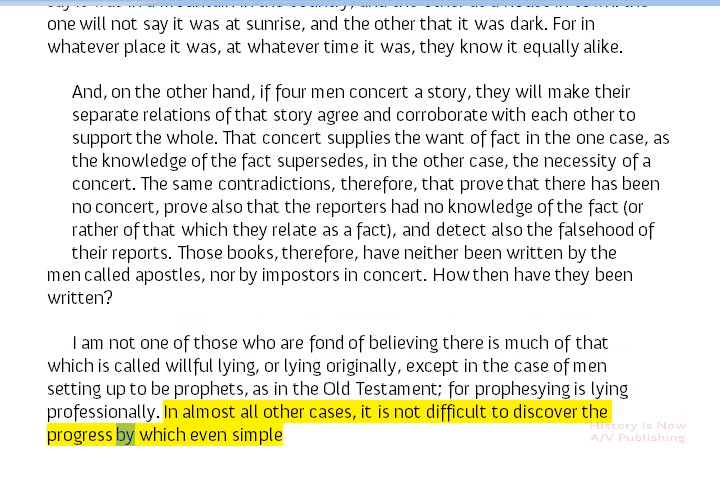 one will not say it was at sunrise, and the other that it was dark. For in
whatever place it was, at whatever time it was, they know it equally alike.
And, on the other hand, if four men concert a story, they will make their
separate relations of that story agree and corroborate with each other to
support the whole. That concert supplies the want of fact in the one case, as
the knowledge of the fact supersedes, in the other case, the necessity of a
concert. The same contradictions, therefore, that prove that there has been
no concert, prove also that the reporters had no knowledge of the fact (or
rather of that which they relate as a fact), and detect also the falsehood of
their reports. Those books, therefore, have neither been written by the
men called apostles, nor by impostors in concert. How then have they been
written?
I am not one of those who are fond of believing there is much of that
which is called willful lying, or lying originally, except in the case of men
setting up to be prophets, as in the Old Testament; for prophesying is lying
professionally. In almost all other cases, it is not difficult to discover the
progress by which even simple
History Is Now
A/V Publishing